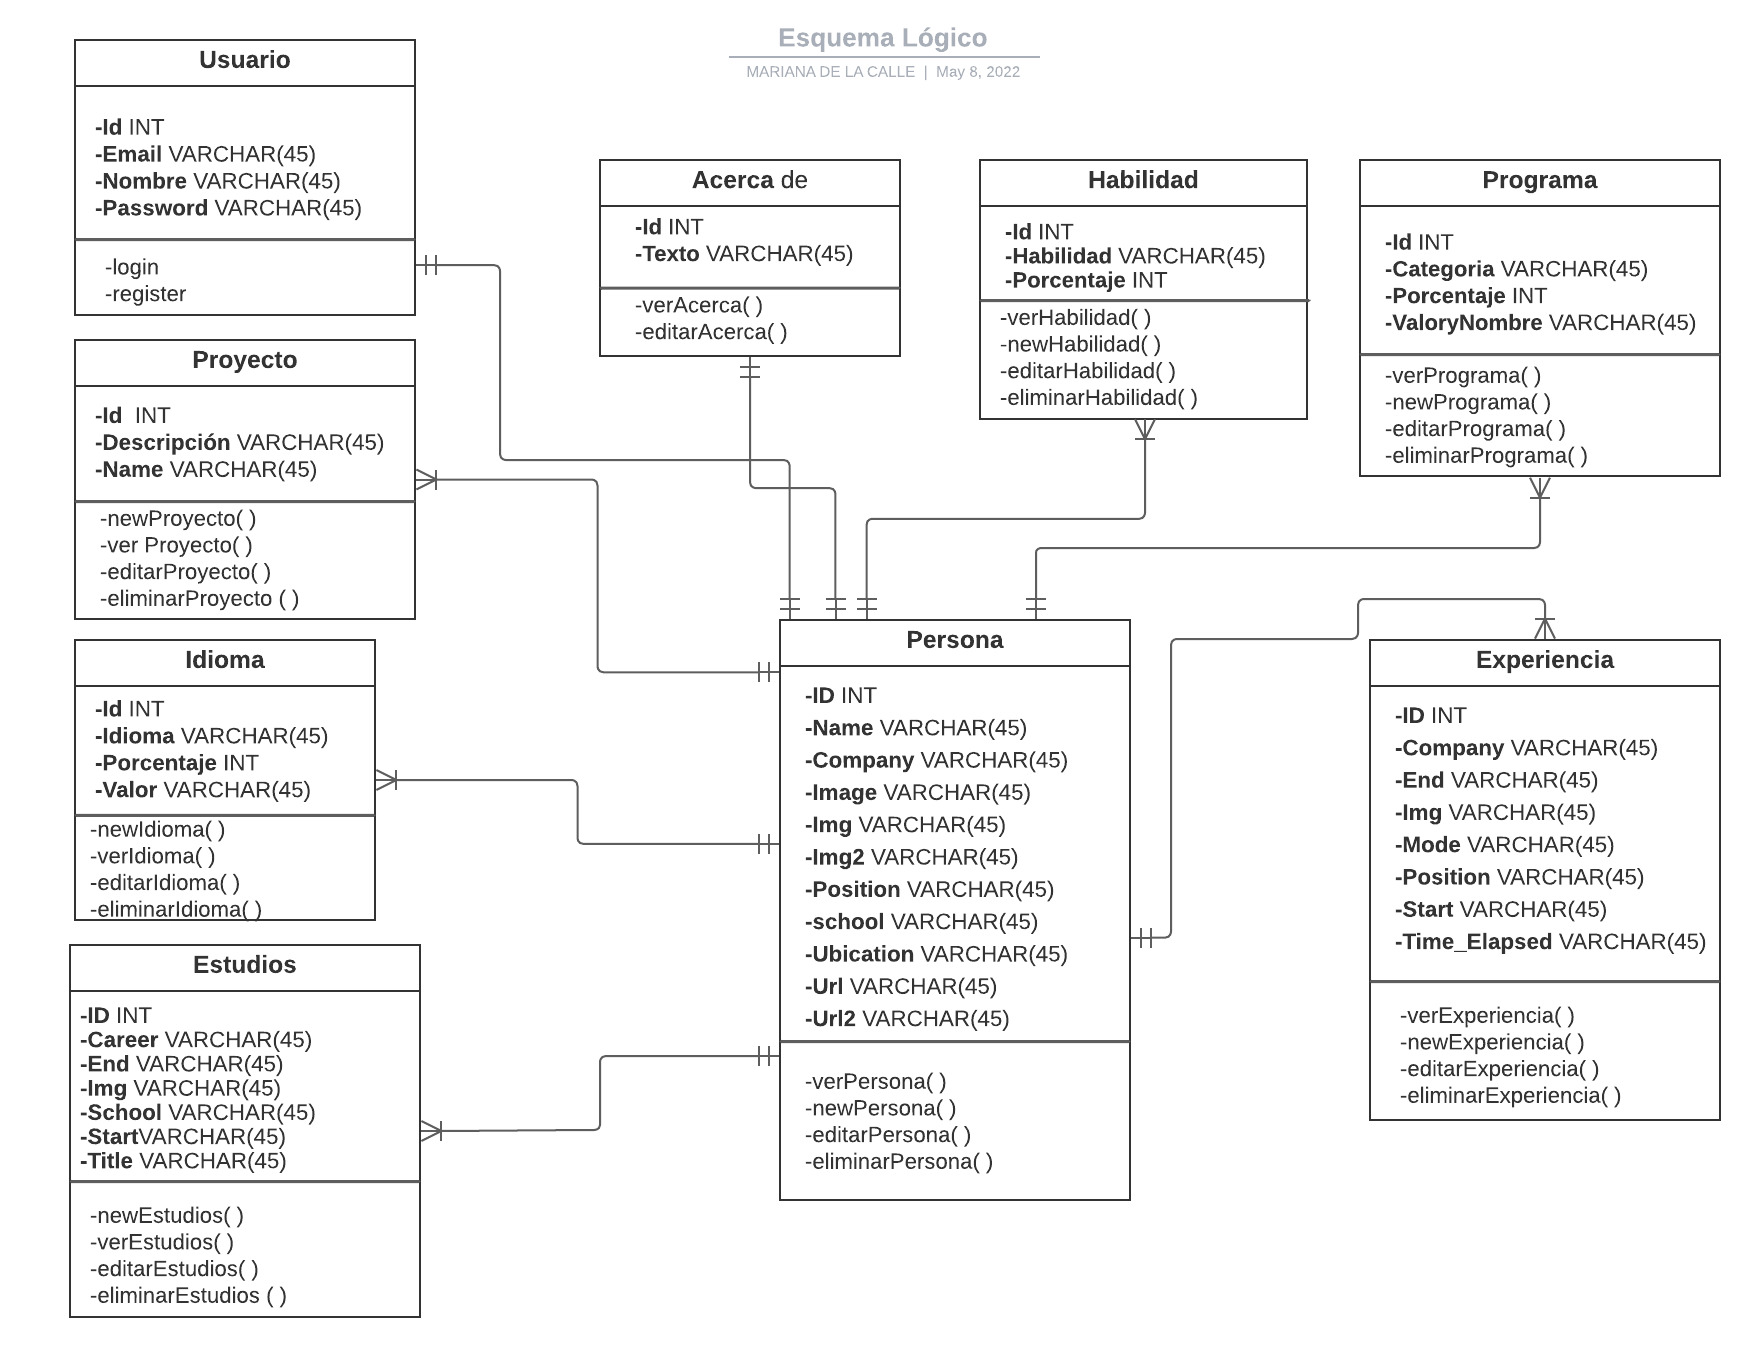 Esquema Lógico
MARIANA DE LA CALLE | May 8, 2022
Usuario
-Id INT
-Email VARCHAR(45)
-Nombre VARCHAR(45)
-Password VARCHAR(45)
-login
-register
Acerca de
-Id INT
-Texto VARCHAR(45)
-verAcerca( )
-editarAcerca( )
Habilidad
-Id INT
-Habilidad VARCHAR(45)
-Porcentaje INT
-verHabilidad( )
-newHabilidad( )
-editarHabilidad( )
-eliminarHabilidad( )
Programa
-Id INT
-Categoria VARCHAR(45)
-Porcentaje INT
-ValoryNombre VARCHAR(45)
-verPrograma( )
-newPrograma( )
-editarPrograma( )
-eliminarPrograma( )
Proyecto
-Id  INT
-Descripción VARCHAR(45)
-Name VARCHAR(45)
-newProyecto( )
-ver Proyecto( )
-editarProyecto( )
-eliminarProyecto ( )
Idioma
-Id INT
-Idioma VARCHAR(45)
-Porcentaje INT
-Valor VARCHAR(45)
-newIdioma( )
-verIdioma( )
-editarIdioma( )
-eliminarIdioma( )
Estudios
-ID INT
-Career VARCHAR(45)
-End VARCHAR(45)
-Img VARCHAR(45)
-School VARCHAR(45)
-StartVARCHAR(45)
-Title VARCHAR(45)
-newEstudios( )
-verEstudios( )
-editarEstudios( )
-eliminarEstudios ( )
Persona
-ID INT
-Name VARCHAR(45)
-Company VARCHAR(45)
-Image VARCHAR(45)
-Img VARCHAR(45)
-Img2 VARCHAR(45)
-Position VARCHAR(45)
-school VARCHAR(45)
-Ubication VARCHAR(45)
-Url VARCHAR(45)
-Url2 VARCHAR(45)
-verPersona( )
-newPersona( )
-editarPersona( )
-eliminarPersona( )
Experiencia
-ID INT
-Company VARCHAR(45)
-End VARCHAR(45)
-Img VARCHAR(45)
-Mode VARCHAR(45)
-Position VARCHAR(45)
-Start VARCHAR(45)
-Time_Elapsed VARCHAR(45)
-verExperiencia( )
-newExperiencia( )
-editarExperiencia( )
-eliminarExperiencia( )